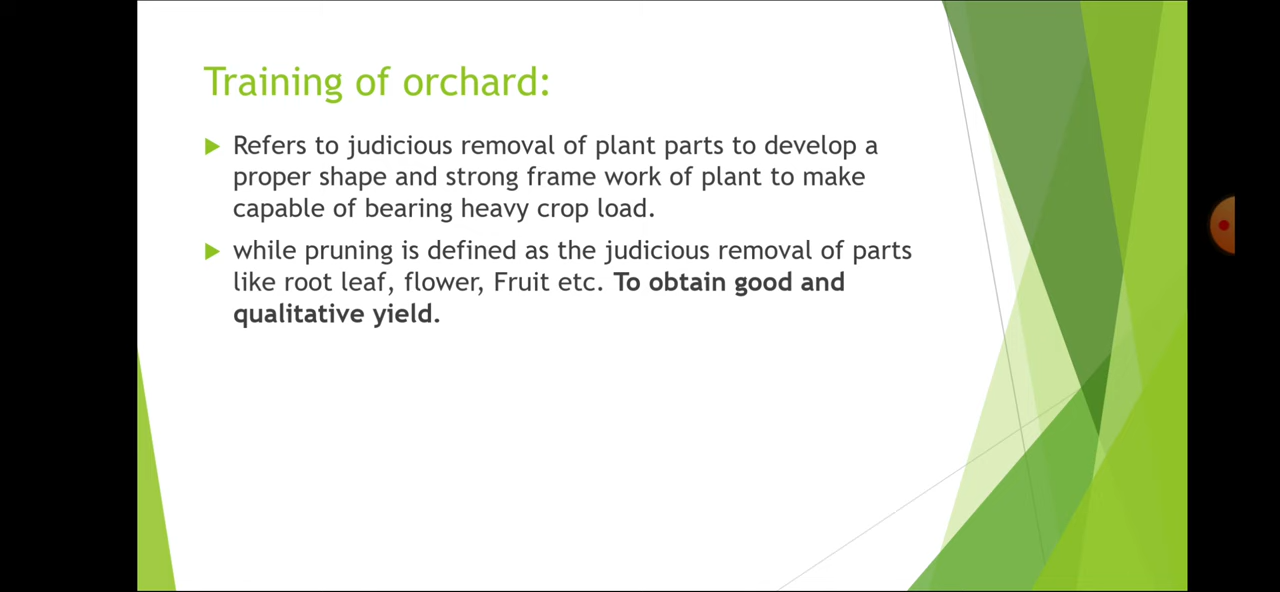 Training of orchard:
Refers to judicious removal of plant parts to develop a
proper shape and strong frame work of plant to make
capable of bearing heavy crop load.
while pruning is defined as the judicious removal of parts
like root leaf, flower, Fruit etc. To obtain good and
qualitative yield.